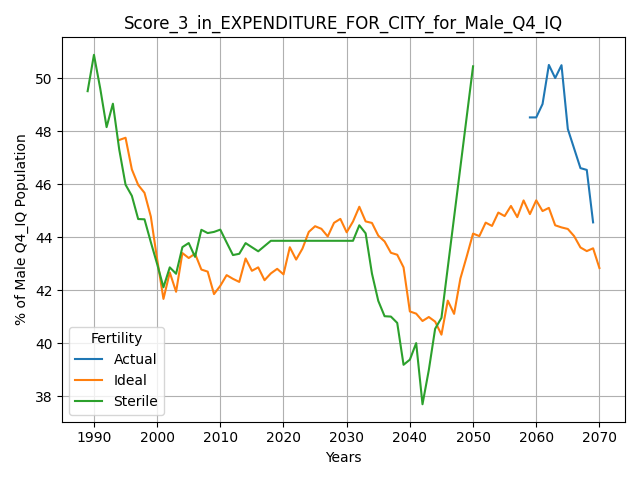 Score_3_in_EXPENDITURE_FOR_CITY_for_Male_Q4_IQ
% of Male Q4_IQ Population
50
48
46
44
42
40
38
Fertility
Actual
Ideal
Sterile
1990 2000 2010 2020 2030 2040 2050 2060 2070
Years